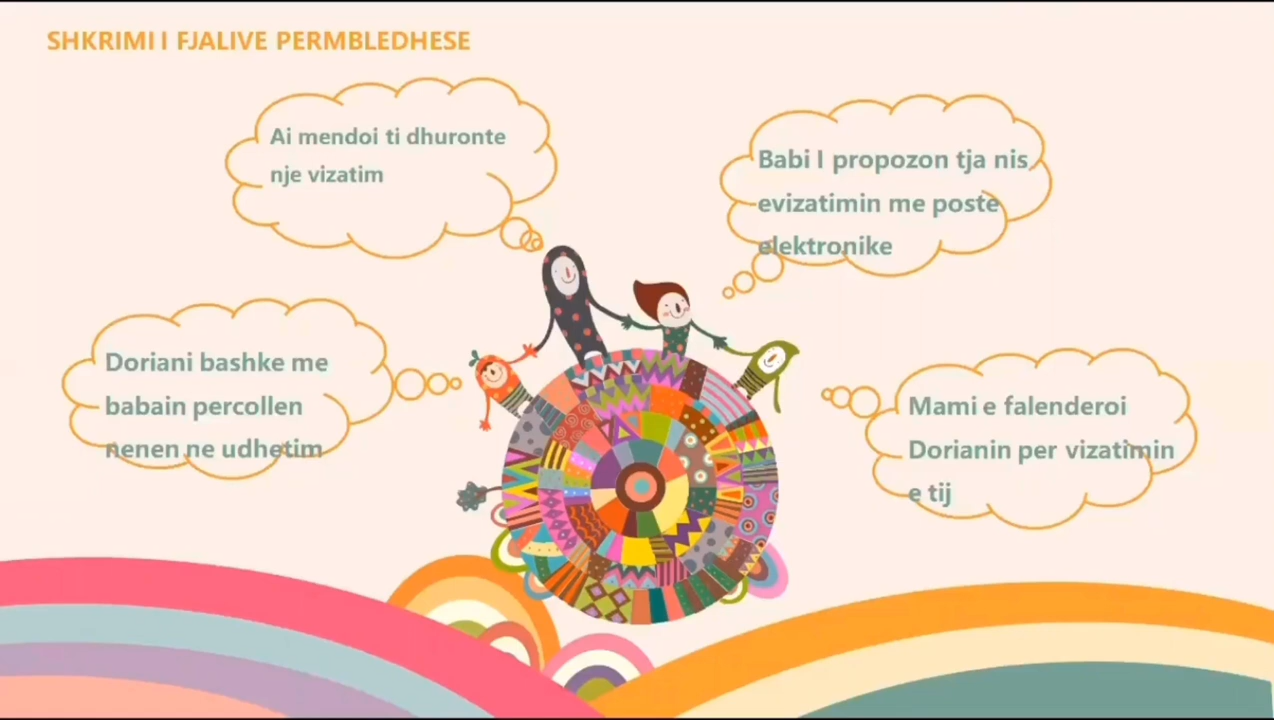 SHKRIMI I FJALIVE PERMBLEDHESE
Ai mendoi ti dhuronte
nje vizatim
Babi I propozon tja nis
evizatimin me poste
elektronike
Doriani bashke me
babain percollen
nenen ne udhetim
Mami e falenderoi
Dorianin per vizatimin
e tij